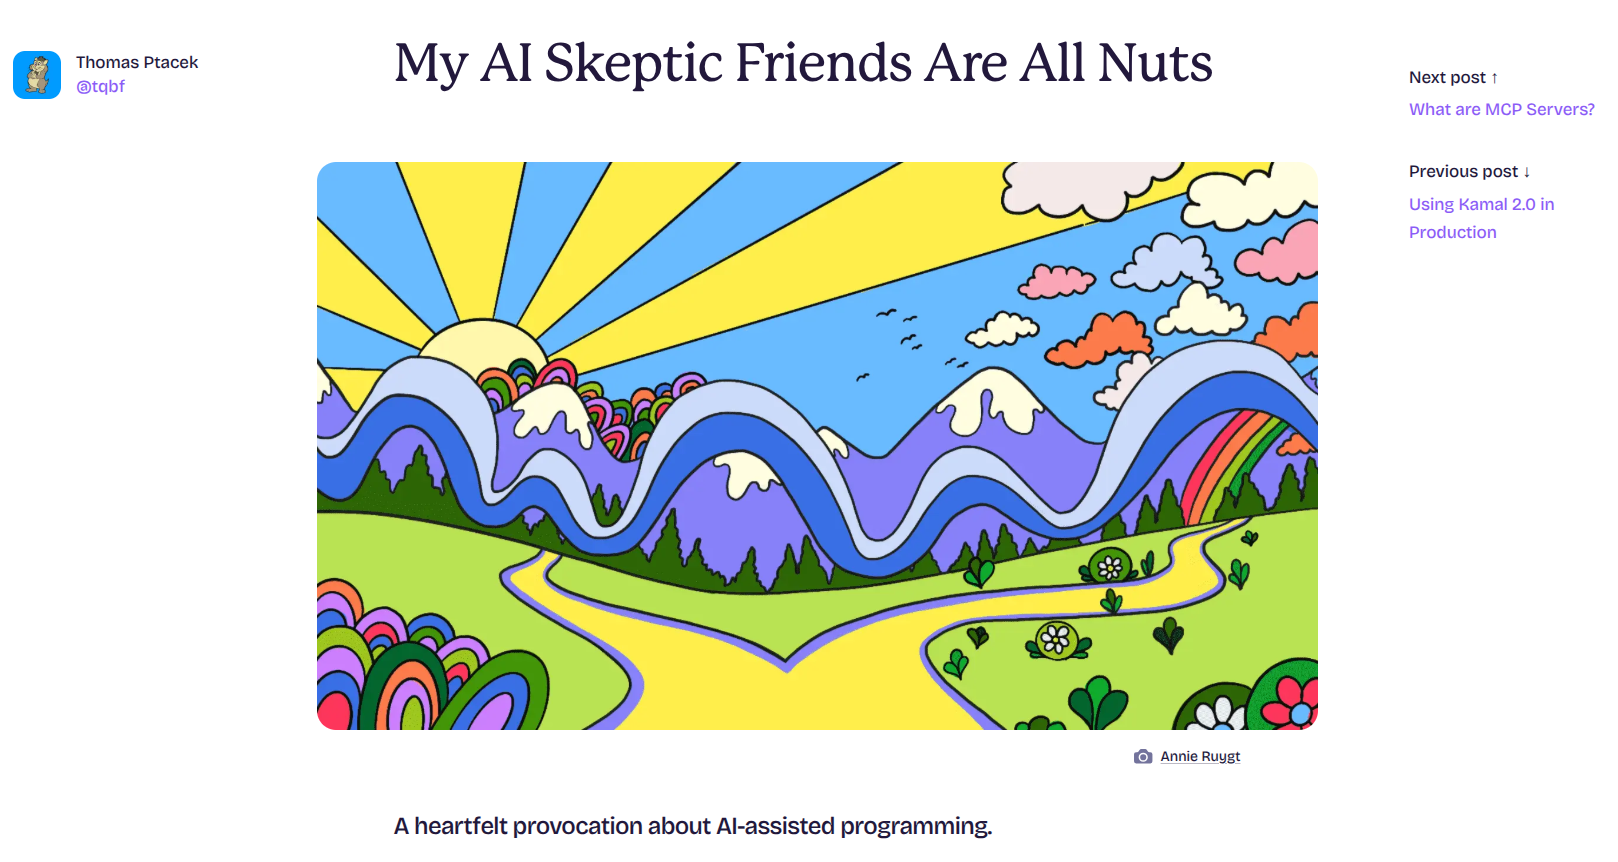 Thomas Ptacek
@tqbf
My AI Skeptic Friends Are All Nuts
Next post ↑
What are MCP Servers?
Previous post ↓
Using Kamal 2.0 in
Production
Annie Ruygt
A heartfelt provocation about AI-assisted programming.